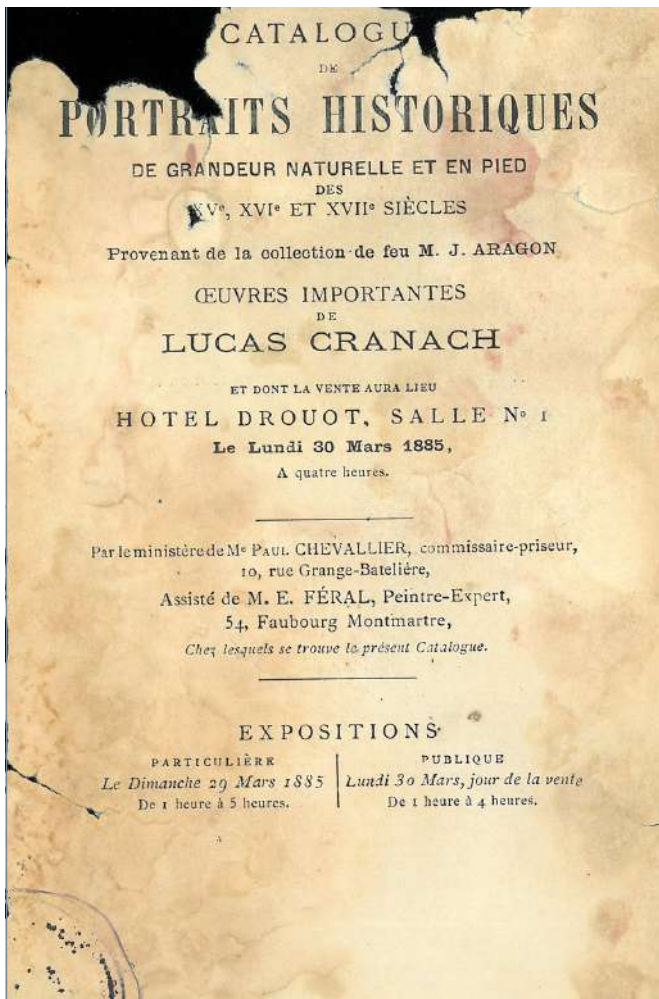 CATALOGU
DE
PORTRAITS HISTORIQUES
DE GRANDEUR NATURELLE ET EN PIED
DES
XVe, XVIe ET XVIIe SIÈCLES
Provenant de la collection de feu M. J. ARAGON
ŒUVRES IMPORTANTES
DE
LUCAS CRANACH
ET DONT LA VENTE AURA LIEU
HOTEL DROUOT, SALLE No 1
Le Lundi 30 Mars 1885,
A quatre heures.
Par le ministère de Me PAUL CHEVALLIER, commissaire-priseur,
10, rue Grange-Batelière,
Assisté de M. E. FÉRAL, Peintre-Expert,
54, Faubourg Montmartre,
Chez lesquels se trouve le présent Catalogue.
EXPOSITIONS
PARTICULIÈRE
Le Dimanche 29 Mars 1885
De 1 heure à 5 heures.
PUBLIQUE
Lundi 30 Mars, jour de la vente
De 1 heure à 4 heures.